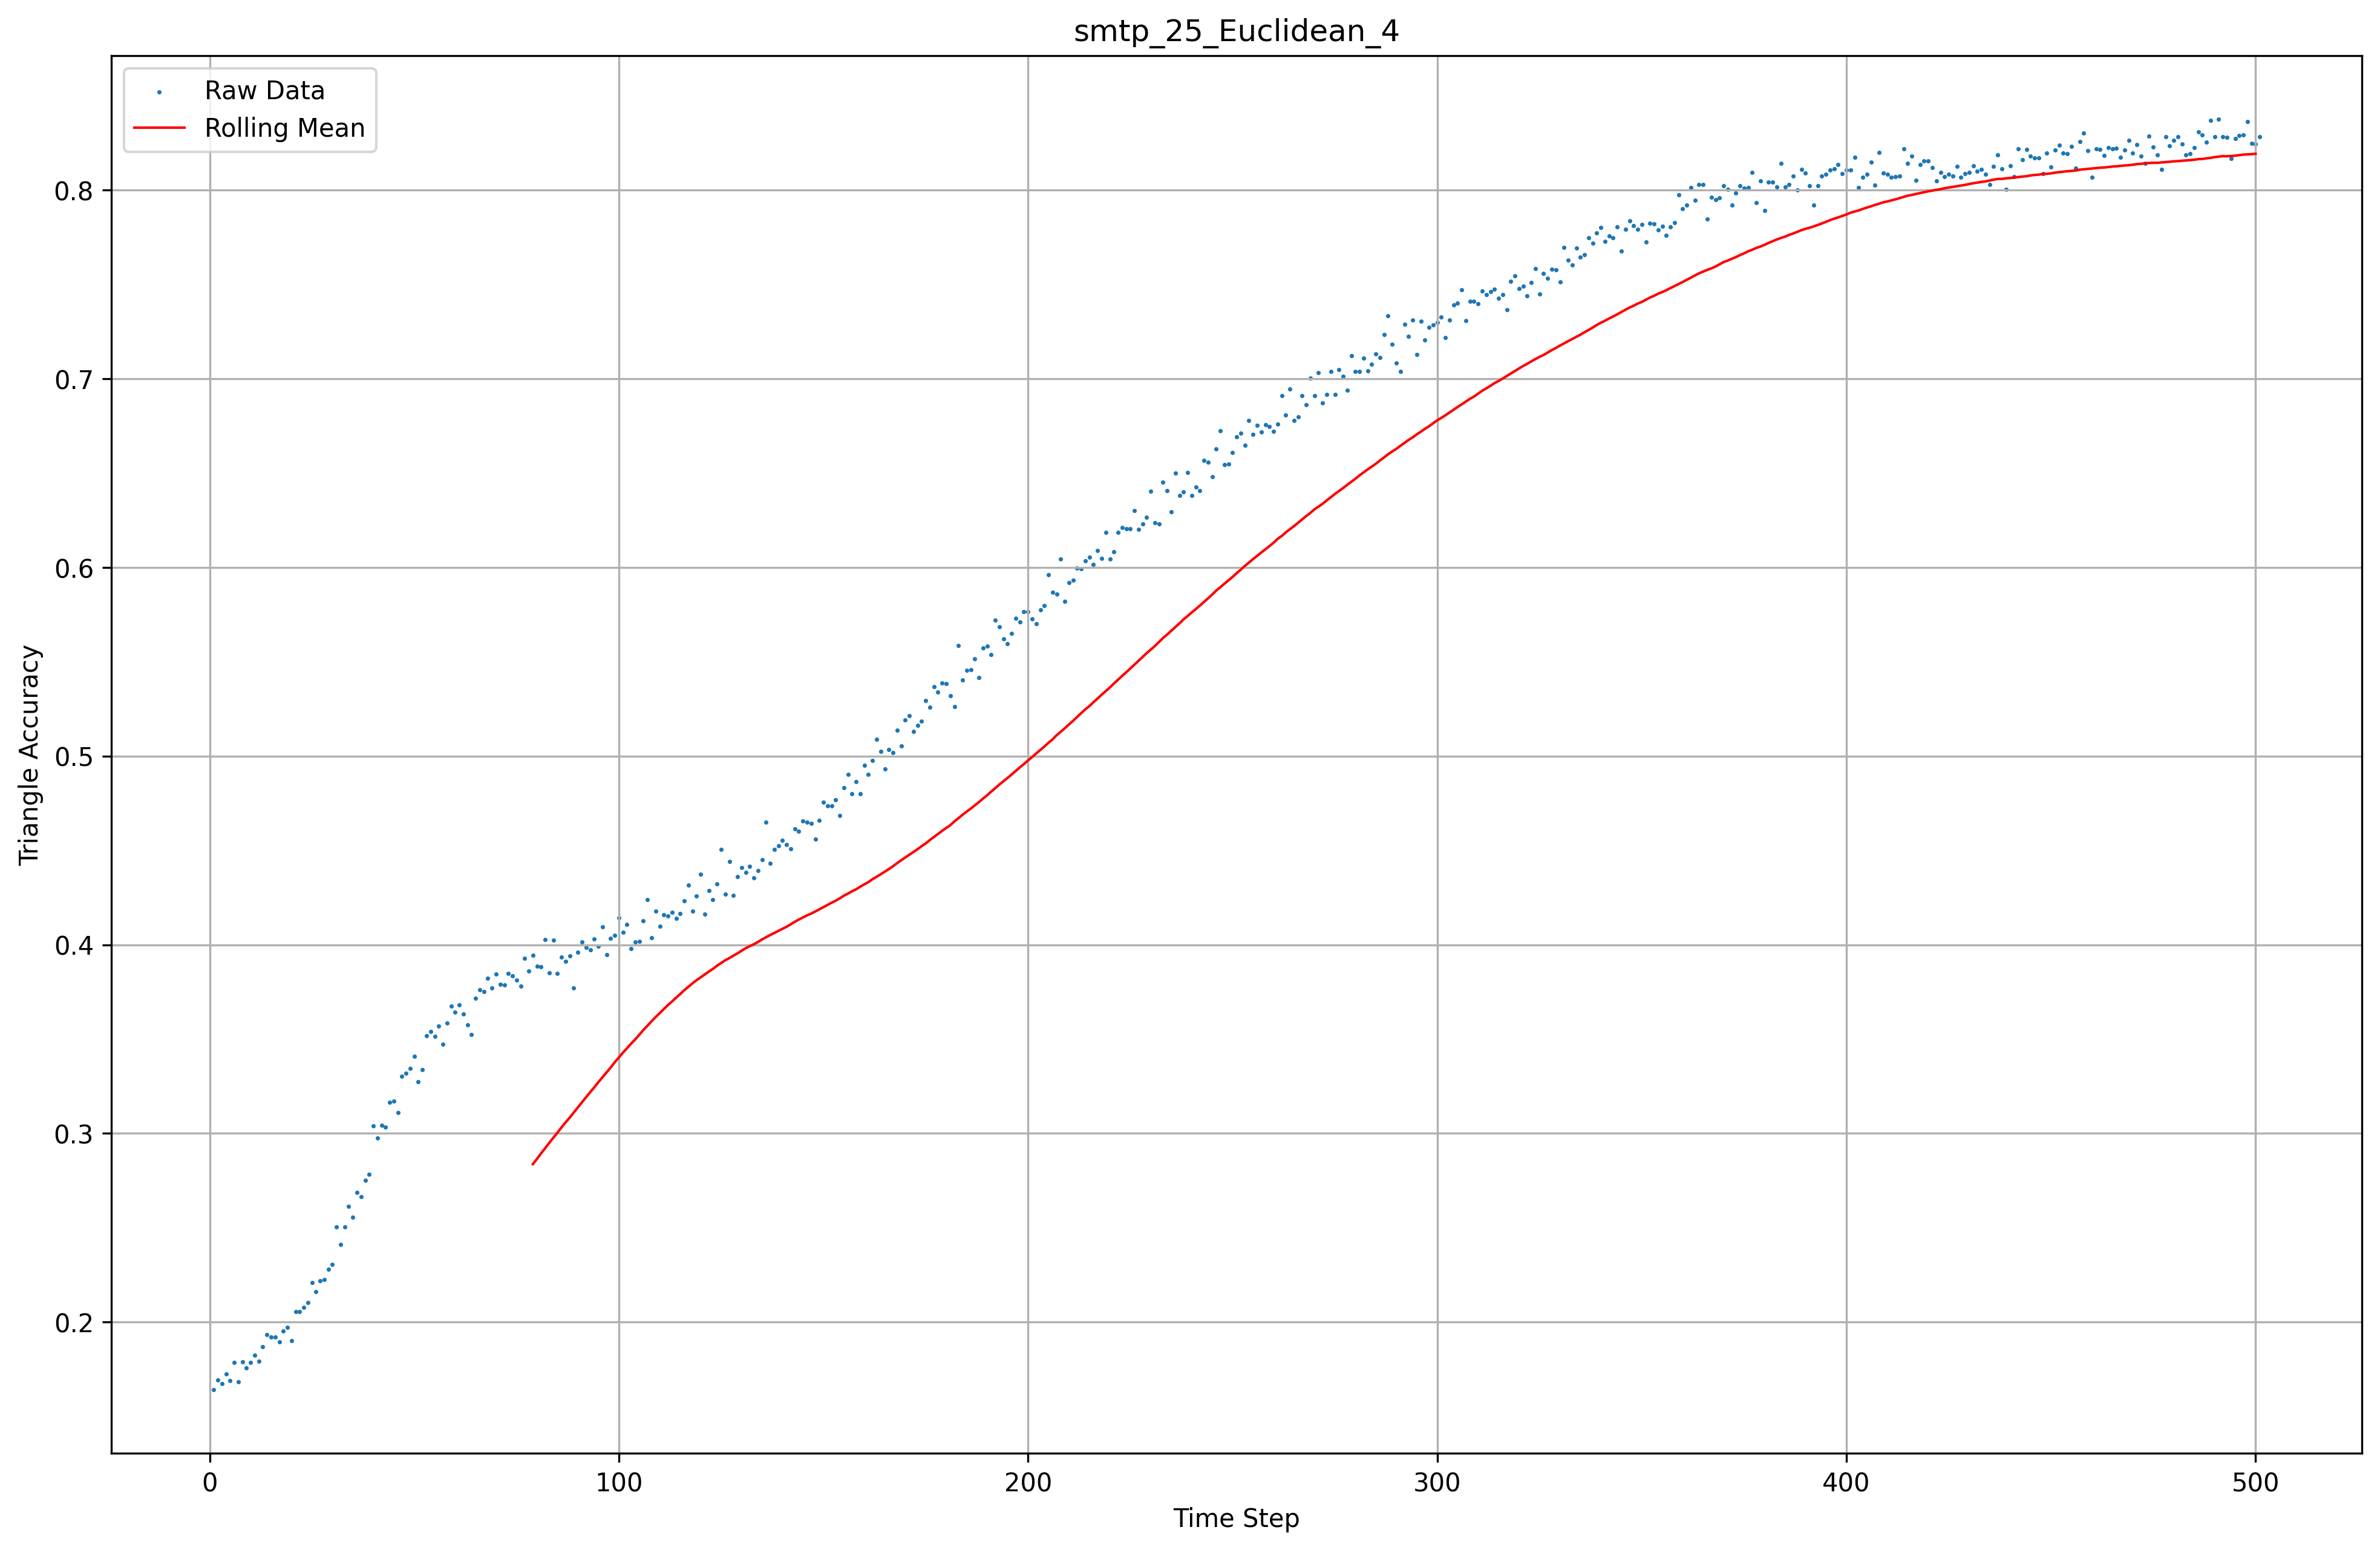 smtp_25_Euclidean_4
Raw Data
Rolling Mean
0.8
0.7
0.6
0.5
0.4
0.3
0.2
Triangle Accuracy
0 100 200 300 400 500
Time Step